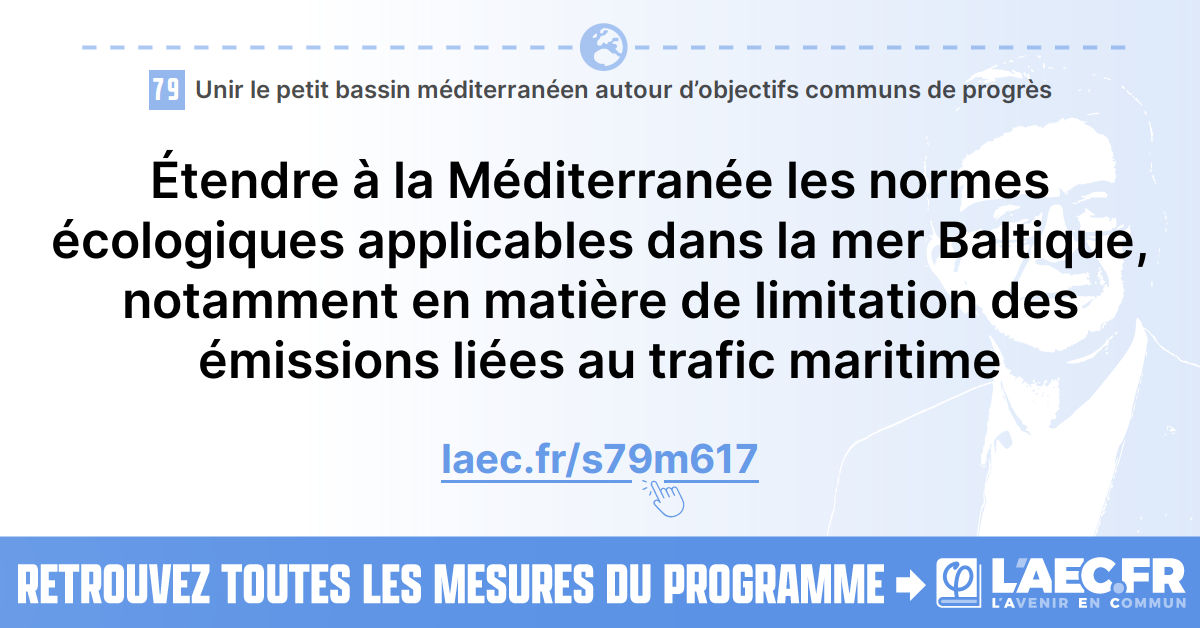 79 Unir le petit bassin méditerranéen autour d’objectifs communs de progrès
Étendre à la Méditerranée les normes
écologiques applicables dans la mer Baltique,
notamment en matière de limitation des
émissions liées au trafic maritime
laec.fr/s79m617
RETROUVEZ TOUTES LES MESURES DU PROGRAMME
L'AEC.FR
L'AVENIR EN COMMUN